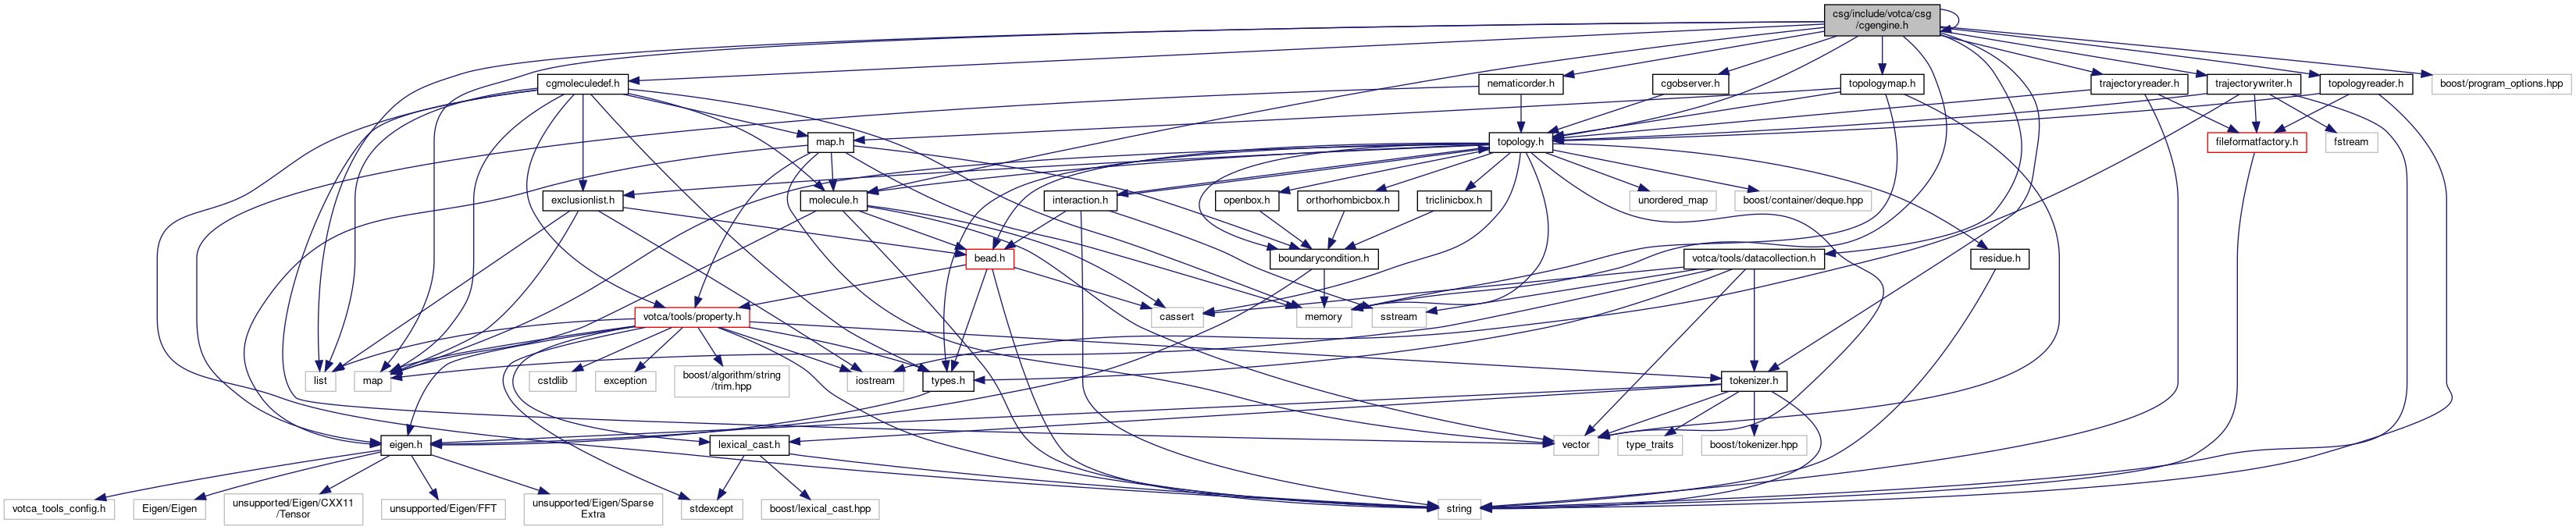 csg/include/votca/csg
/cgengine.h
cgmoleculedef.h
nematicorder.h
cgobserver.h
topologymap.h
trajectoryreader.h
trajectorywriter.h
topologyreader.h
boost/program_options.hpp
map.h
topology.h
fileformatfactory.h
fstream
exclusionlist.h
molecule.h
interaction.h
openbox.h
orthorhombicbox.h
triclinicbox.h
unordered_map
boost/container/deque.hpp
bead.h
boundarycondition.h
votca/tools/datacollection.h
residue.h
votca/tools/property.h
cassert
memory
sstream
list
map
cstdlib
exception
boost/algorithm/string
/trim.hpp
iostream
types.h
tokenizer.h
eigen.h
lexical_cast.h
vector
type_traits
boost/tokenizer.hpp
votca_tools_config.h
Eigen/Eigen
unsupported/Eigen/CXX11
/Tensor
unsupported/Eigen/FFT
unsupported/Eigen/Sparse
Extra
stdexcept
boost/lexical_cast.hpp
string